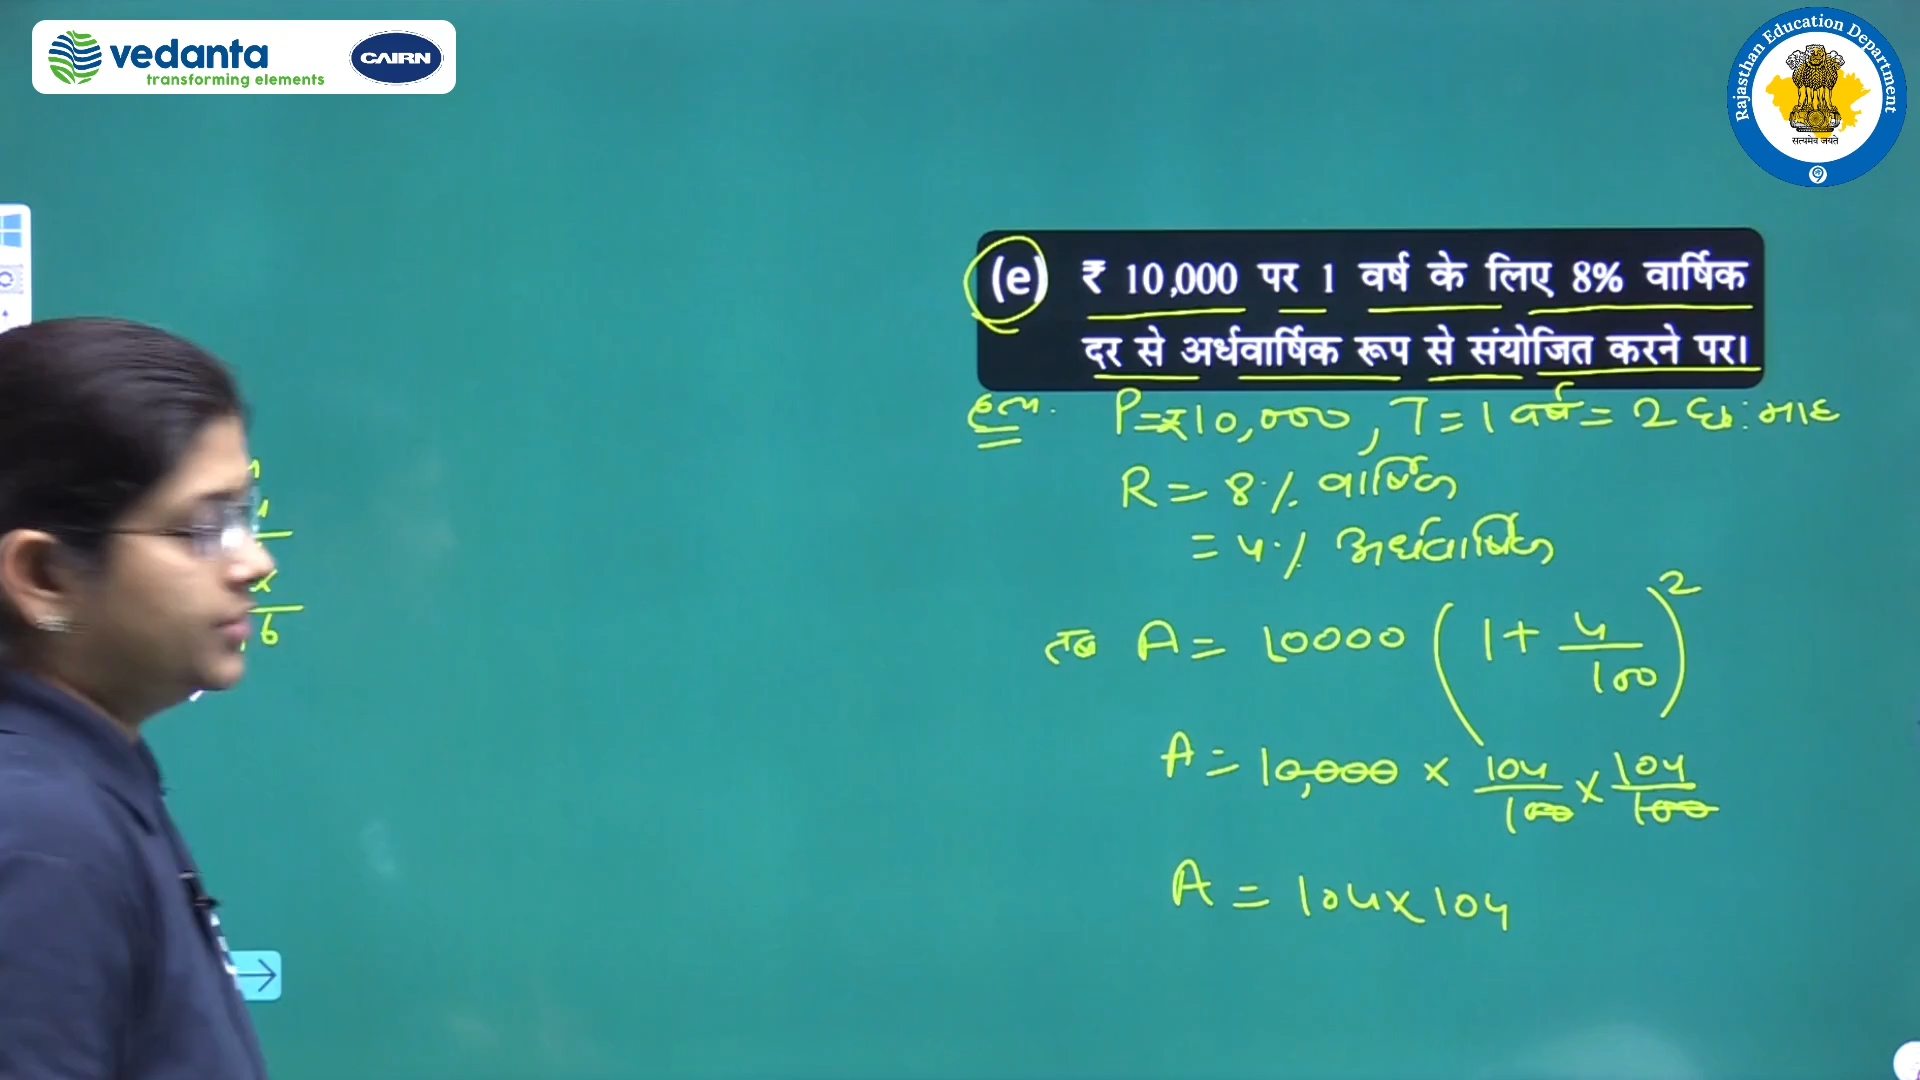 vedanta
transforming elements
CAIRN
Rajasthan Education Department
सत्यमेव जयते
(e) ₹ 10,000 पर 1 वर्ष के लिए 8% वार्षिक
दर से अर्धवार्षिक रूप से संयोजित करने पर।
हल. P=₹10,000, T=1 वर्ष = 2 छ: माह
R = 8% वार्षिक
= 4% अर्धवार्षिक
तब A = 10000 (1 + 4/100)²
A = 10,000 × 104/100 × 104/100
A = 104×104
6